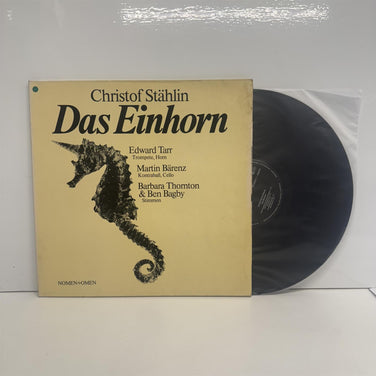 Christof Stählin
Das Einhorn
Edward Tarr
Trompete, Horn
Martin Bärenz
Kontrabaß, Cello
Barbara Thornton
& Ben Bagby
Stimmen
NOMEN+OMEN